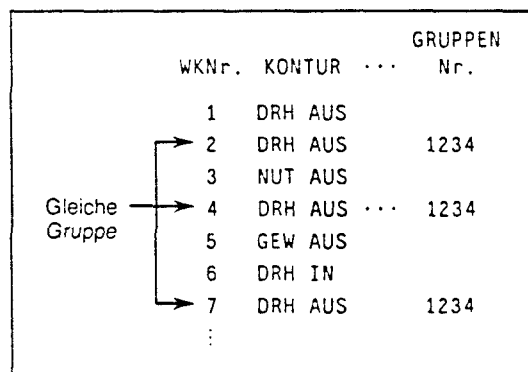 GRUPPEN
WKNr. KONTUR ··· Nr.
1 DRH AUS
2 DRH AUS 1234
3 NUT AUS
Gleiche 4 DRH AUS ··· 1234
Gruppe
5 GEW AUS
6 DRH IN
7 DRH AUS 1234
⋮